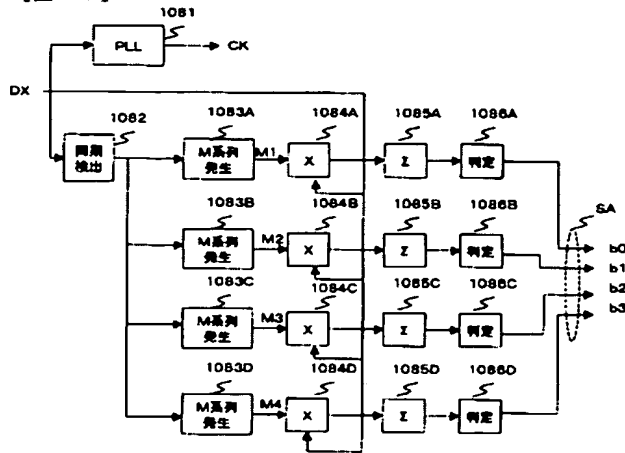 1081
PLL
CK
DX
1082
同期
検出
1083A
M系列
発生
M1
1084A
X
1085A
Σ
1086A
判定
1083B
M系列
発生
M2
1084B
X
1085B
Σ
1086B
判定
SA
b0
b1
b2
b3
1083C
M系列
発生
M3
1084C
X
1085C
Σ
1086C
判定
1083D
M系列
発生
M4
1084D
X
1085D
Σ
1086D
判定